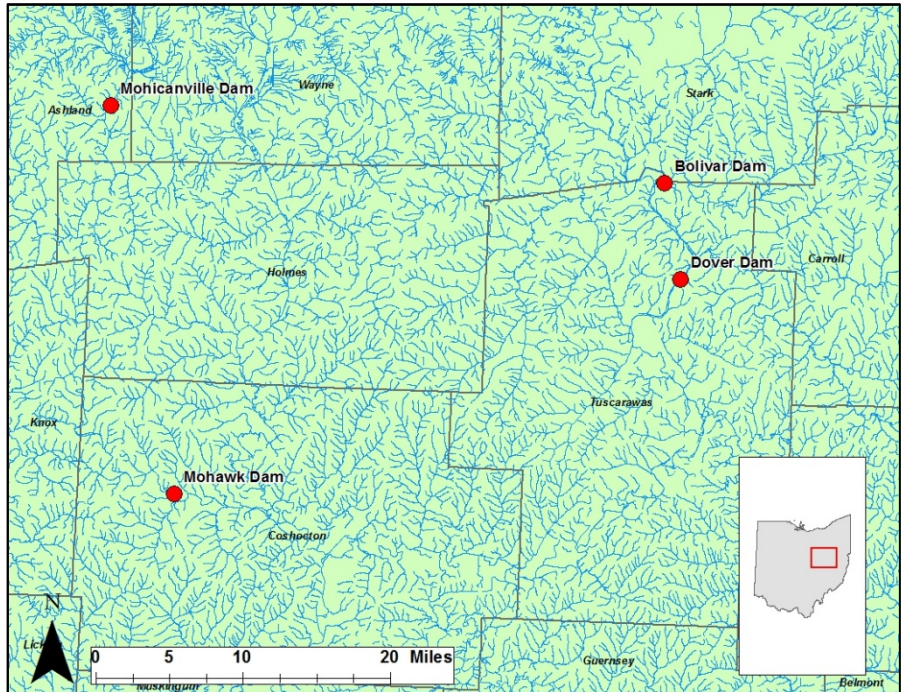 Mohicanville Dam
Wayne
Ashland
Stark
Bolivar Dam
Carroll
Dover Dam
Holmes
Tuscarawas
Knox
Mohawk Dam
Coshocton
N
0 5 10 20 Miles
Guernsey
Muskingum
Belmont